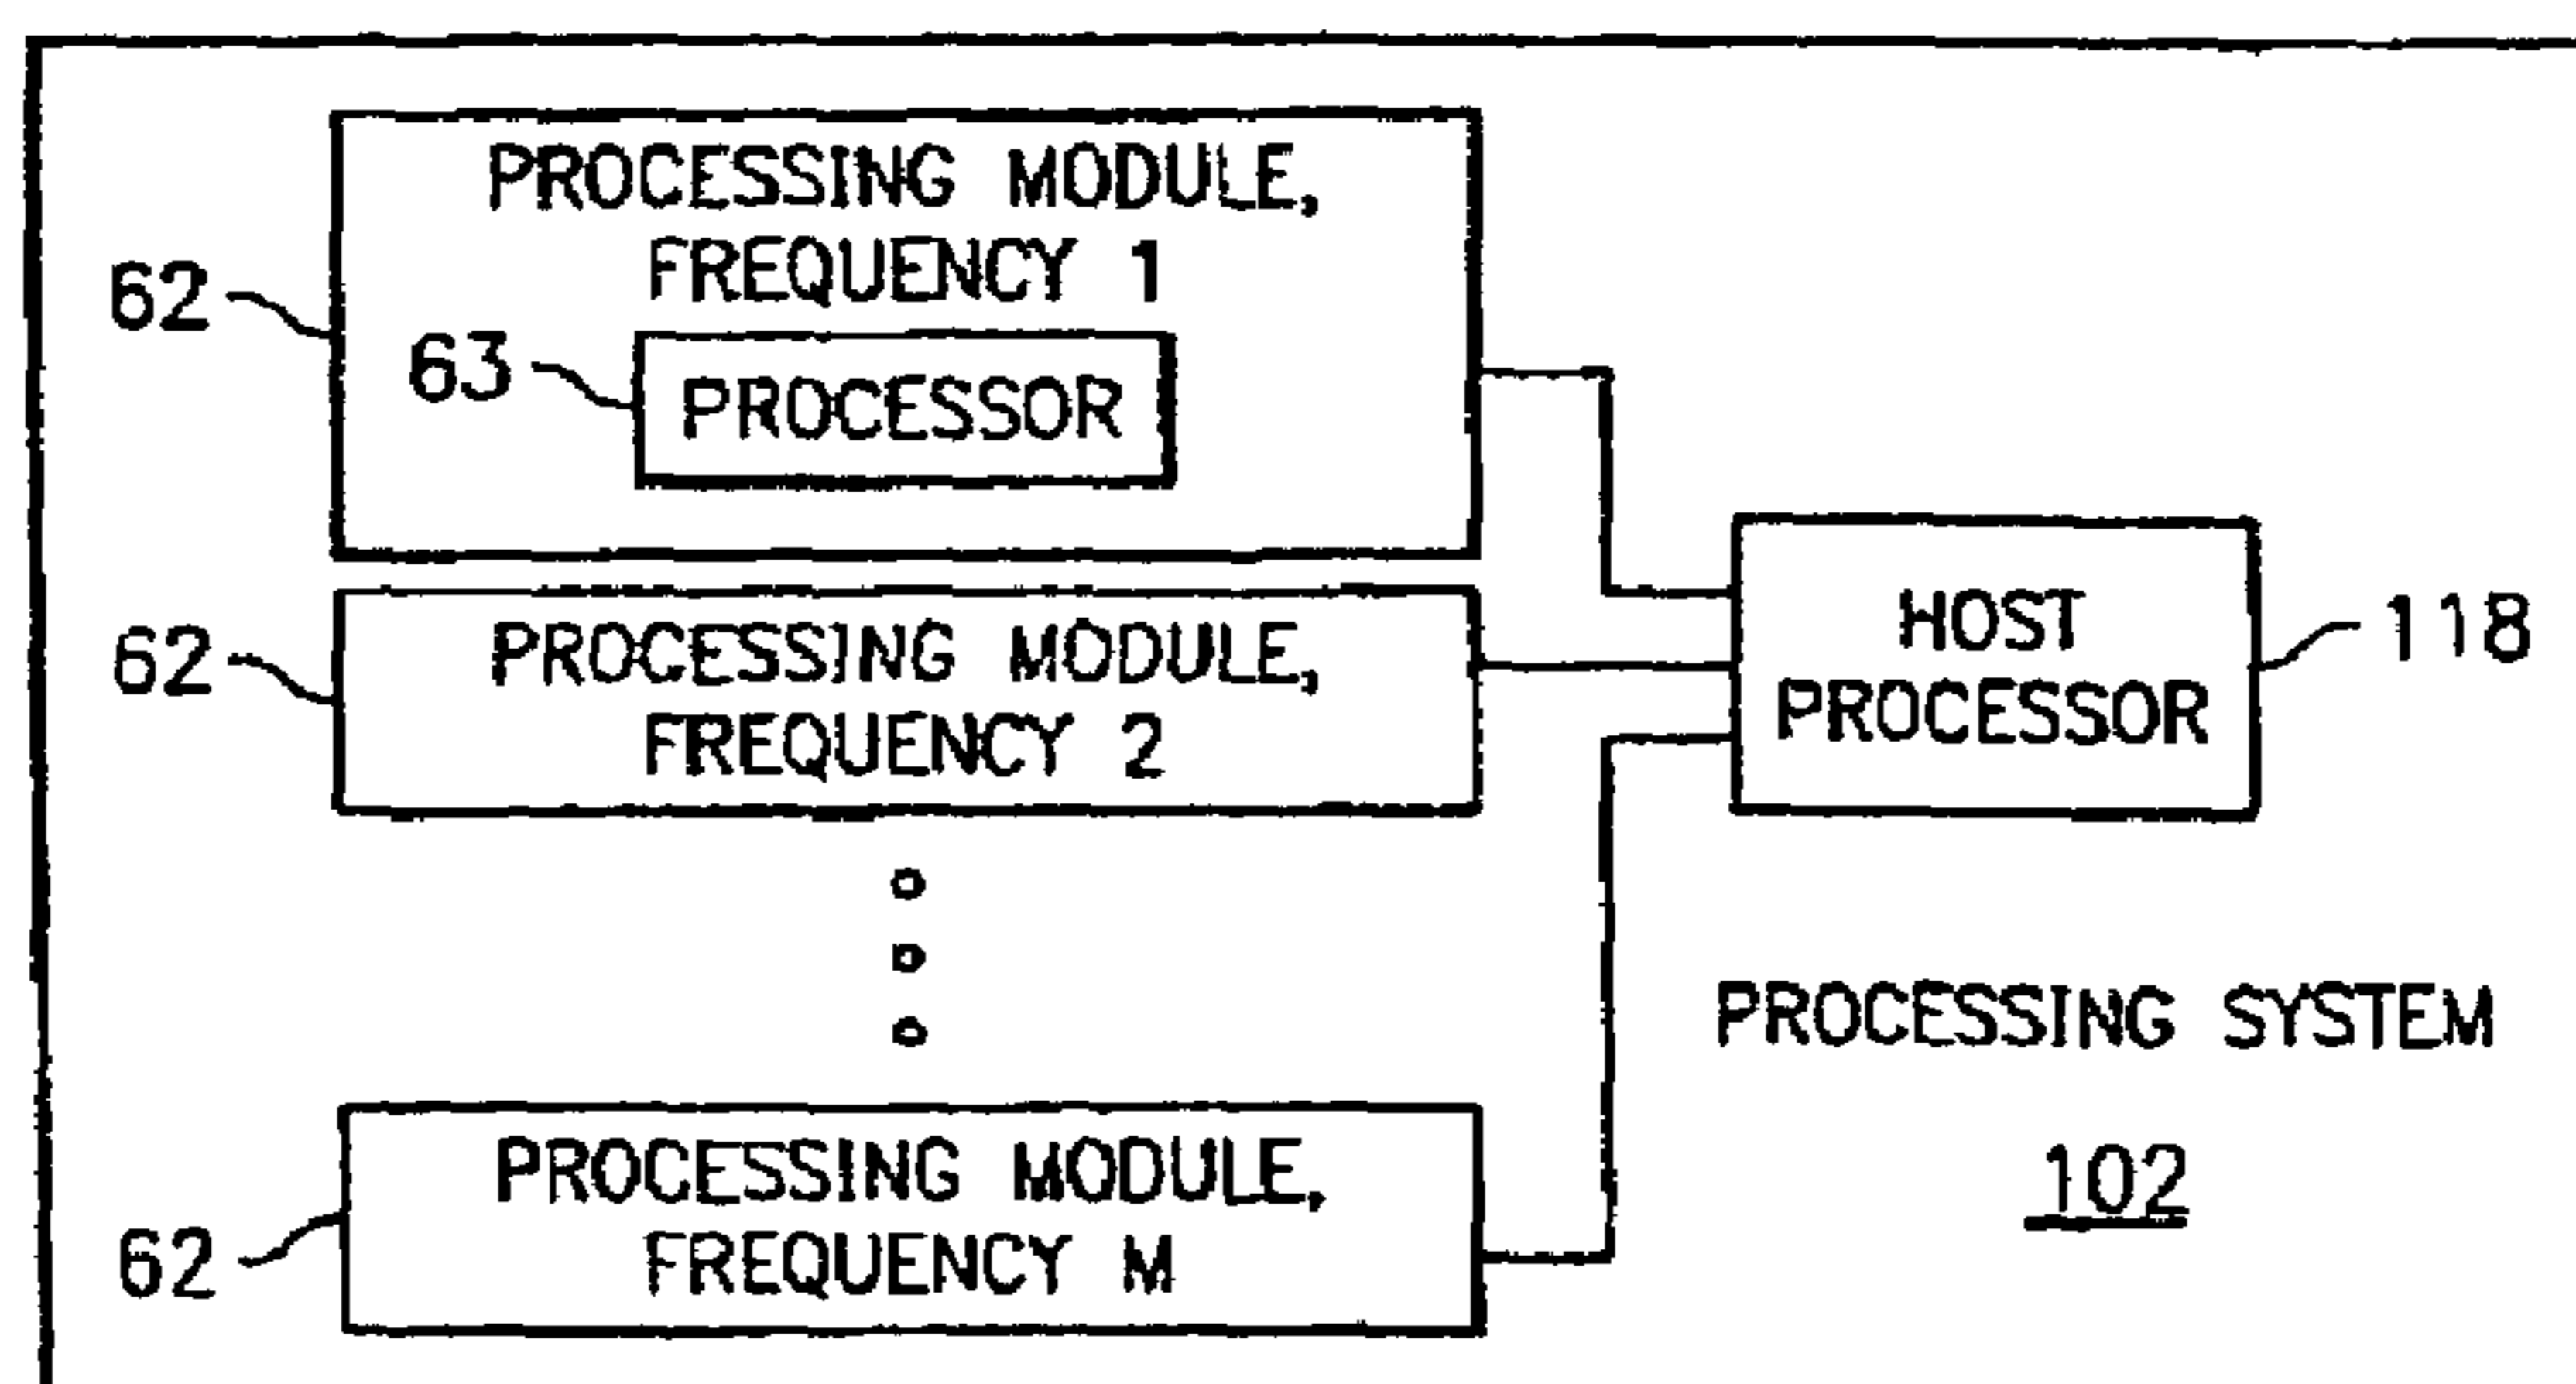 PROCESSING MODULE,
FREQUENCY 1
62
63
PROCESSOR
62
PROCESSING MODULE,
FREQUENCY 2
HOST
PROCESSOR
118
PROCESSING SYSTEM
102
PROCESSING MODULE,
FREQUENCY M
62